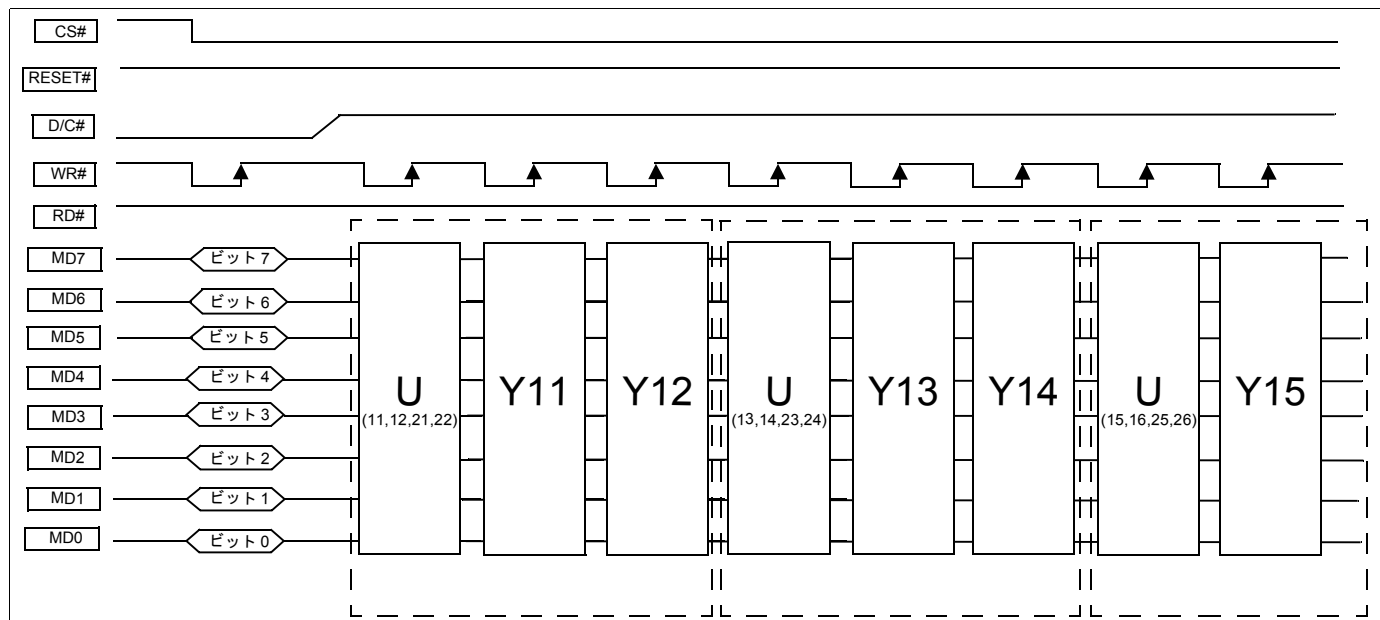 CS#
RESET#
D/C#
WR#
RD#
MD7 ビット 7
MD6 ビット 6
MD5 ビット 5
MD4 ビット 4
MD3 ビット 3
MD2 ビット 2
MD1 ビット 1
MD0 ビット 0
U Y11 Y12 U Y13 Y14 U Y15
(11,12,21,22) (13,14,23,24) (15,16,25,26)